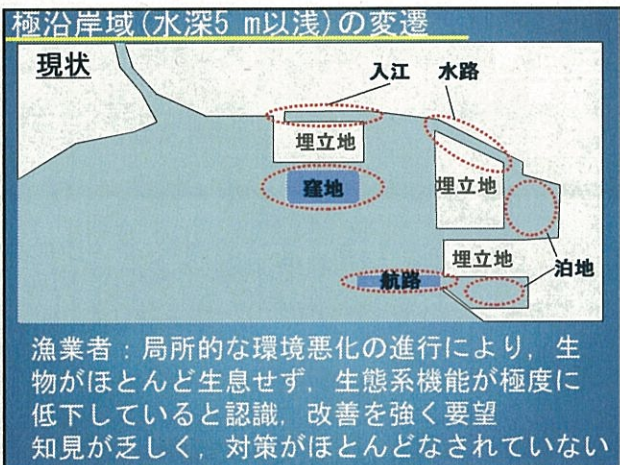 極沿岸域(水深5 m以浅)の変遷
現状
入江 水路
埋立地
埋立地
窪地
埋立地
泊地
航路
漁業者:局所的な環境悪化の進行により，生
物がほとんど生息せず，生態系機能が極度に
低下していると認識，改善を強く要望
知見が乏しく，対策がほとんどなされていない